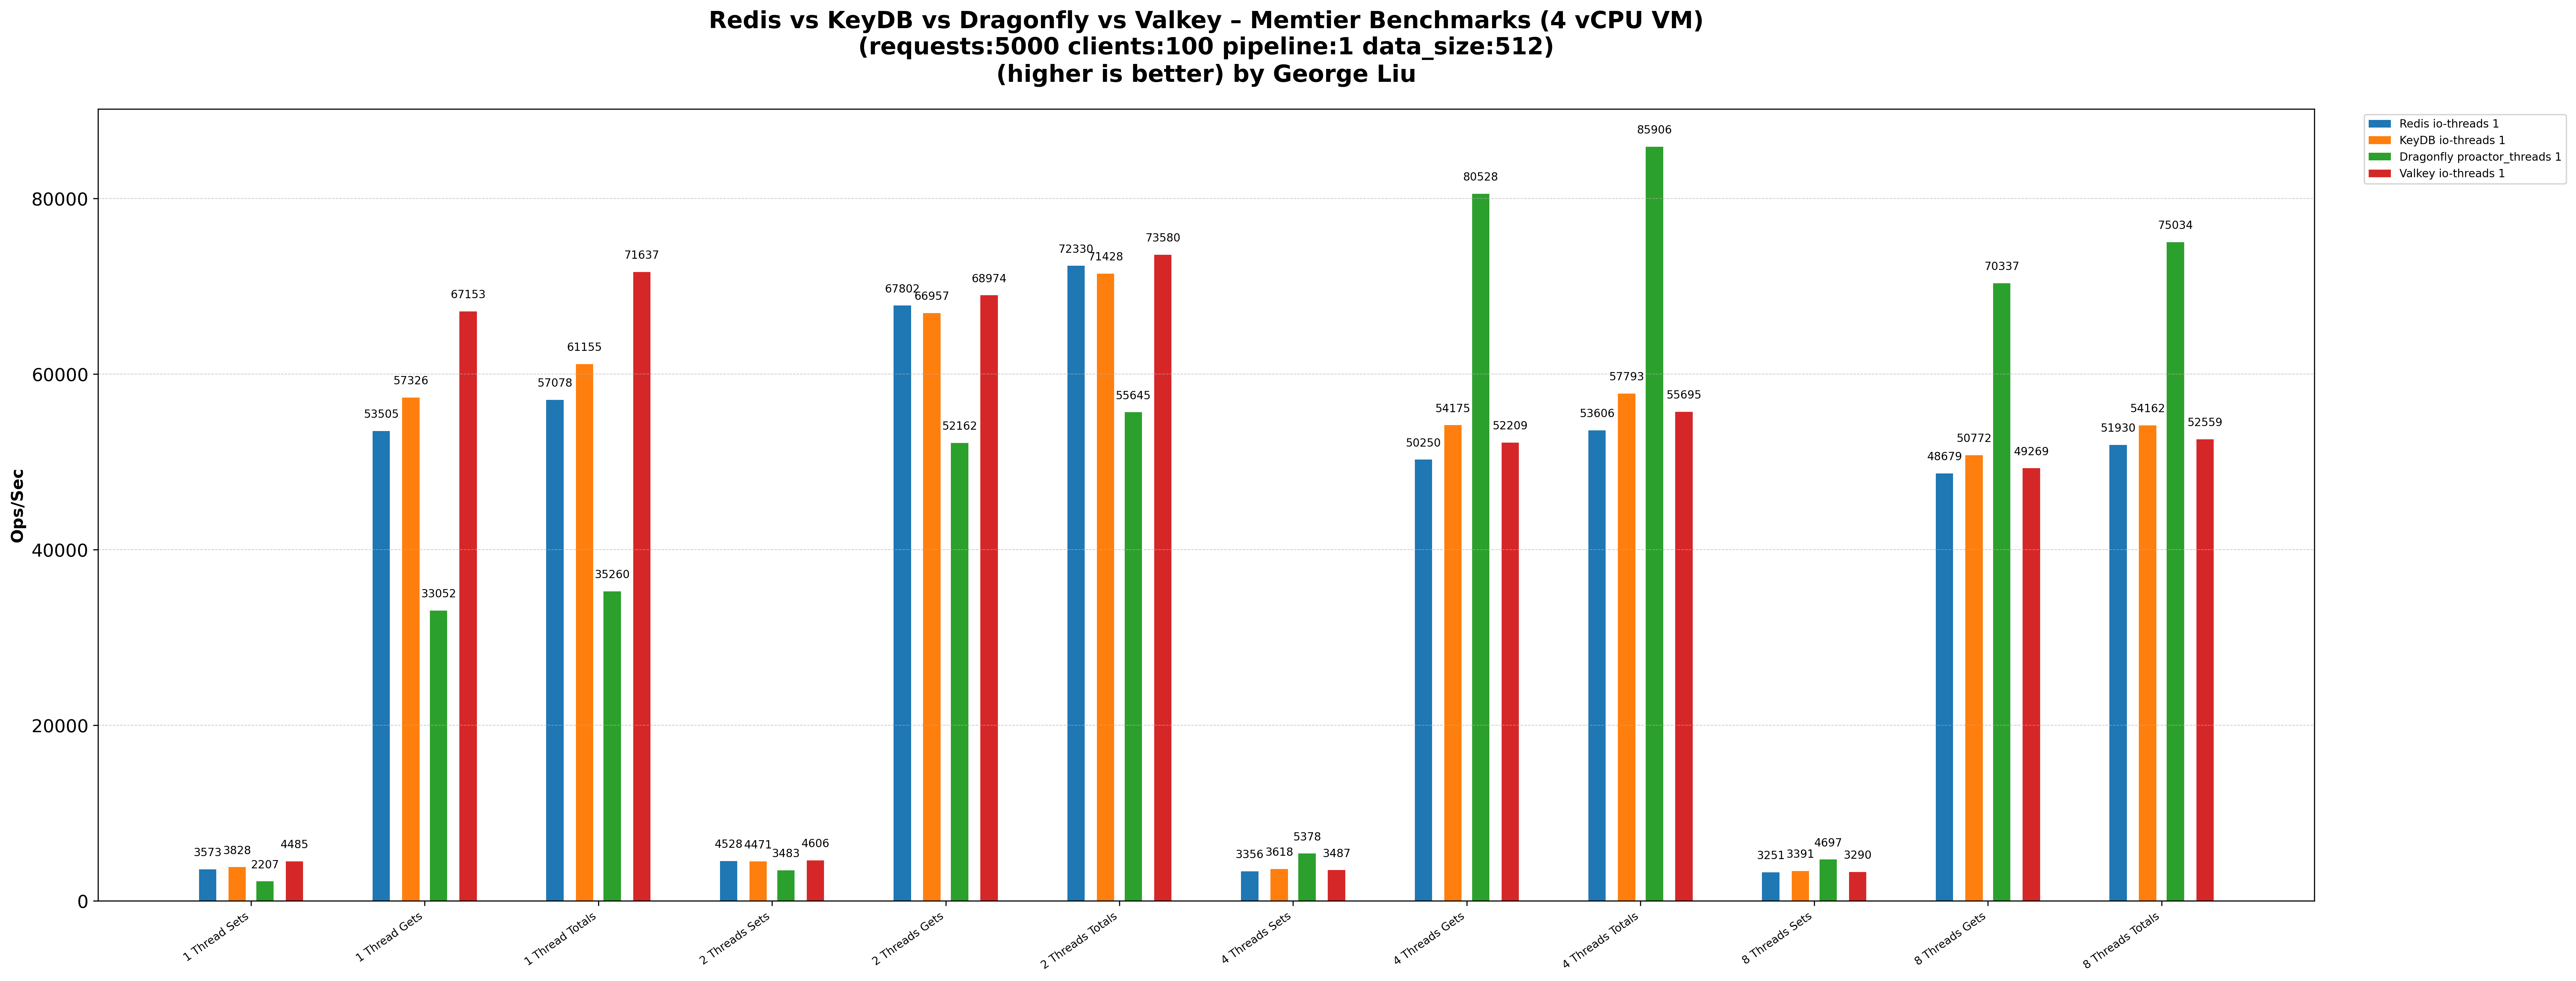 Redis vs KeyDB vs Dragonfly vs Valkey – Memtier Benchmarks (4 vCPU VM)
(requests:5000 clients:100 pipeline:1 data_size:512)
(higher is better) by George Liu
Redis io-threads 1
KeyDB io-threads 1
Dragonfly proactor_threads 1
Valkey io-threads 1
Ops/Sec
80000
60000
40000
20000
0
3573
3828
2207
4485
53505
57326
33052
67153
57078
61155
35260
71637
4528
4471
3483
4606
67802
66957
52162
68974
72330
71428
55645
73580
3356
3618
5378
3487
50250
54175
80528
52209
53606
57793
85906
55695
3251
3391
4697
3290
48679
50772
70337
49269
51930
54162
75034
52559
1 Thread Sets
1 Thread Gets
1 Thread Totals
2 Threads Sets
2 Threads Gets
2 Threads Totals
4 Threads Sets
4 Threads Gets
4 Threads Totals
8 Threads Sets
8 Threads Gets
8 Threads Totals